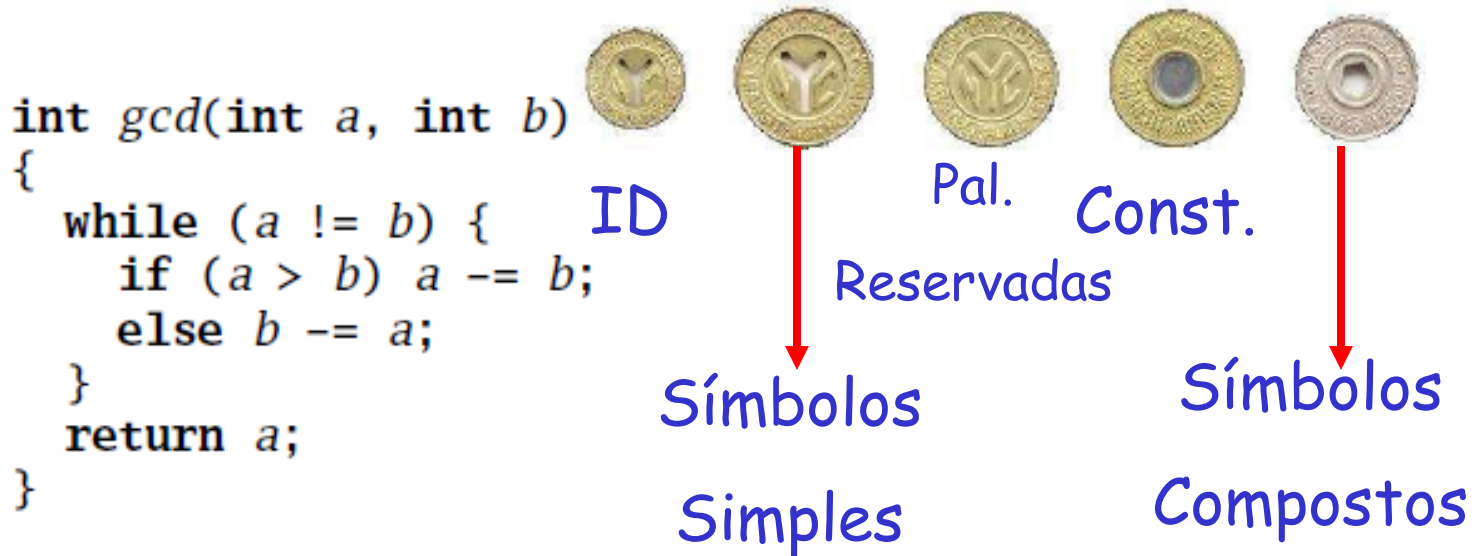 int gcd(int a, int b)
{
while (a != b) {
if (a > b) a -= b;
else b -= a;
}
return a;
}
ID
Pal.
Reservadas
Const.
Símbolos
Simples
Símbolos
Compostos